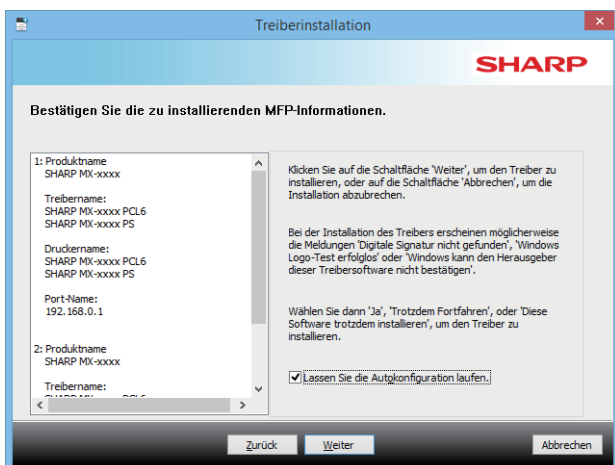 Treiberinstallation
SHARP
Bestätigen Sie die zu installierenden MFP-Informationen.
1: Produktname
SHARP MX-xxxx
Treibername:
SHARP MX-xxxx PCL6
SHARP MX-xxxx PS
Druckername:
SHARP MX-xxxx PCL6
SHARP MX-xxxx PS
Port-Name:
192.168.0.1
2: Produktname
SHARP MX-xxxx
Treibername:
Klicken Sie auf die Schaltfläche 'Weiter', um den Treiber zu
installieren, oder auf die Schaltfläche 'Abbrechen', um die
Installation abzubrechen.
Bei der Installation des Treibers erscheinen möglicherweise
die Meldungen 'Digitale Signatur nicht gefunden', 'Windows
Logo-Test erfolglos' oder 'Windows kann den Herausgeber
dieser Treibersoftware nicht bestätigen'.
Wählen Sie dann 'Ja', 'Trotzdem Fortfahren', oder 'Diese
Software trotzdem installieren', um den Treiber zu
installieren.
Lassen Sie die Autokonfiguration laufen.
Zurück
Weiter
Abbrechen